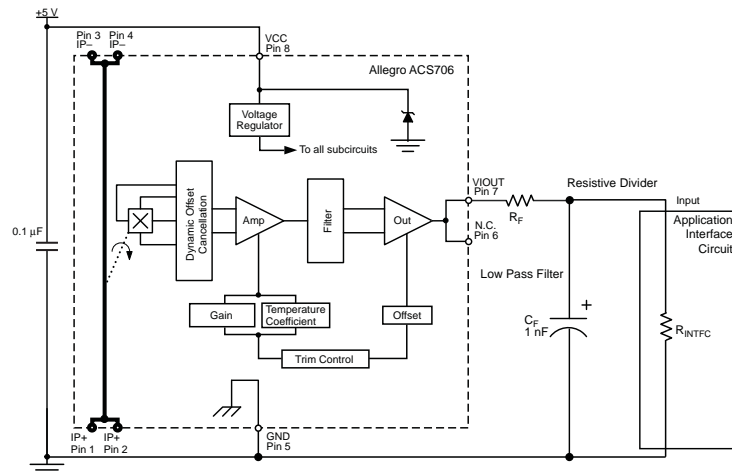 +5 V
Pin 3 Pin 4
IP– IP–
VCC
Pin 8
Allegro ACS706
Voltage
Regulator
To all subcircuits
VIOUT
Pin 7
Resistive Divider
Input
Dynamic Offset
Cancellation
Amp
Filter
Out
RF
N.C.
Pin 6
Application
Interface
Circuit
0.1 µF
Low Pass Filter
Gain
Temperature
Coefficient
Offset
CF
1 nF
+
RINTFC
Trim Control
IP+ IP+
Pin 1 Pin 2
GND
Pin 5